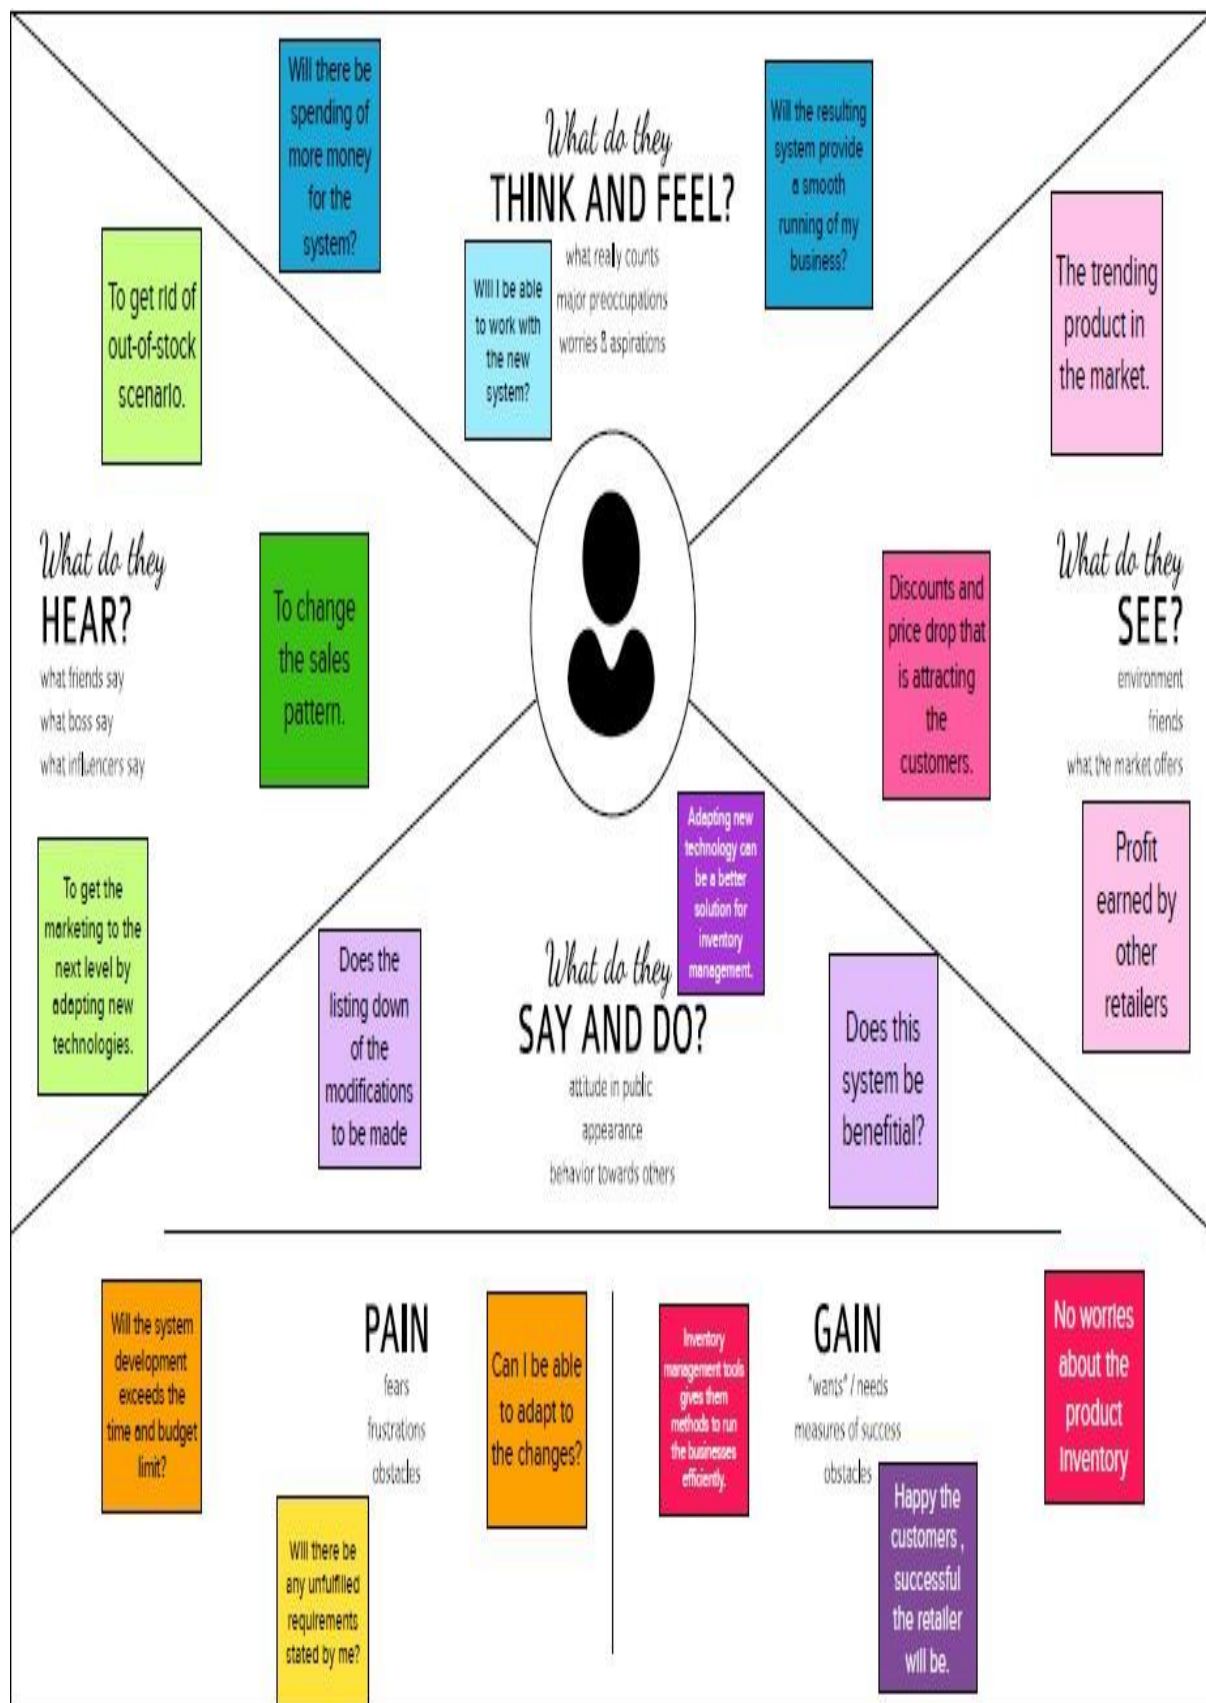 Will there be
spending of
more money
for the
system?
What do they
THINK AND FEEL?
what really counts
major preoccupations
worries & aspirations
Will I be able
to work with
the new
system?
Will the resulting
system provide
a smooth
running of my
business?
To get rid of
out-of-stock
scenario.
What do they
HEAR?
what friends say
what boss say
what influencers say
To change
the sales
pattern.
To get the
marketing to the
next level by
adapting new
technologies.
The trending
product in
the market.
Discounts and
price drop that
is attracting
the
customers.
What do they
SEE?
environment
friends
what the market offers
Profit
earned by
other
retailers
Adapting new
technology can
be a better
solution for
inventory
management.
Does the
listing down
of the
modifications
to be made
What do they
SAY AND DO?
attitude in public
appearance
behavior towards others
Does this
system be
benefitial?
Will the system
development
exceeds the
time and budget
limit?
PAIN
fears
frustrations
obstacles
Can I be able
to adapt to
the changes?
Will there be
any unfulfilled
requirements
stated by me?
Inventory
management tools
gives them
methods to run
the businesses
efficiently.
GAIN
"wants" / needs
measures of success
obstacles
Happy the
customers ,
successful
the retailer
will be.
No worries
about the
product
inventory